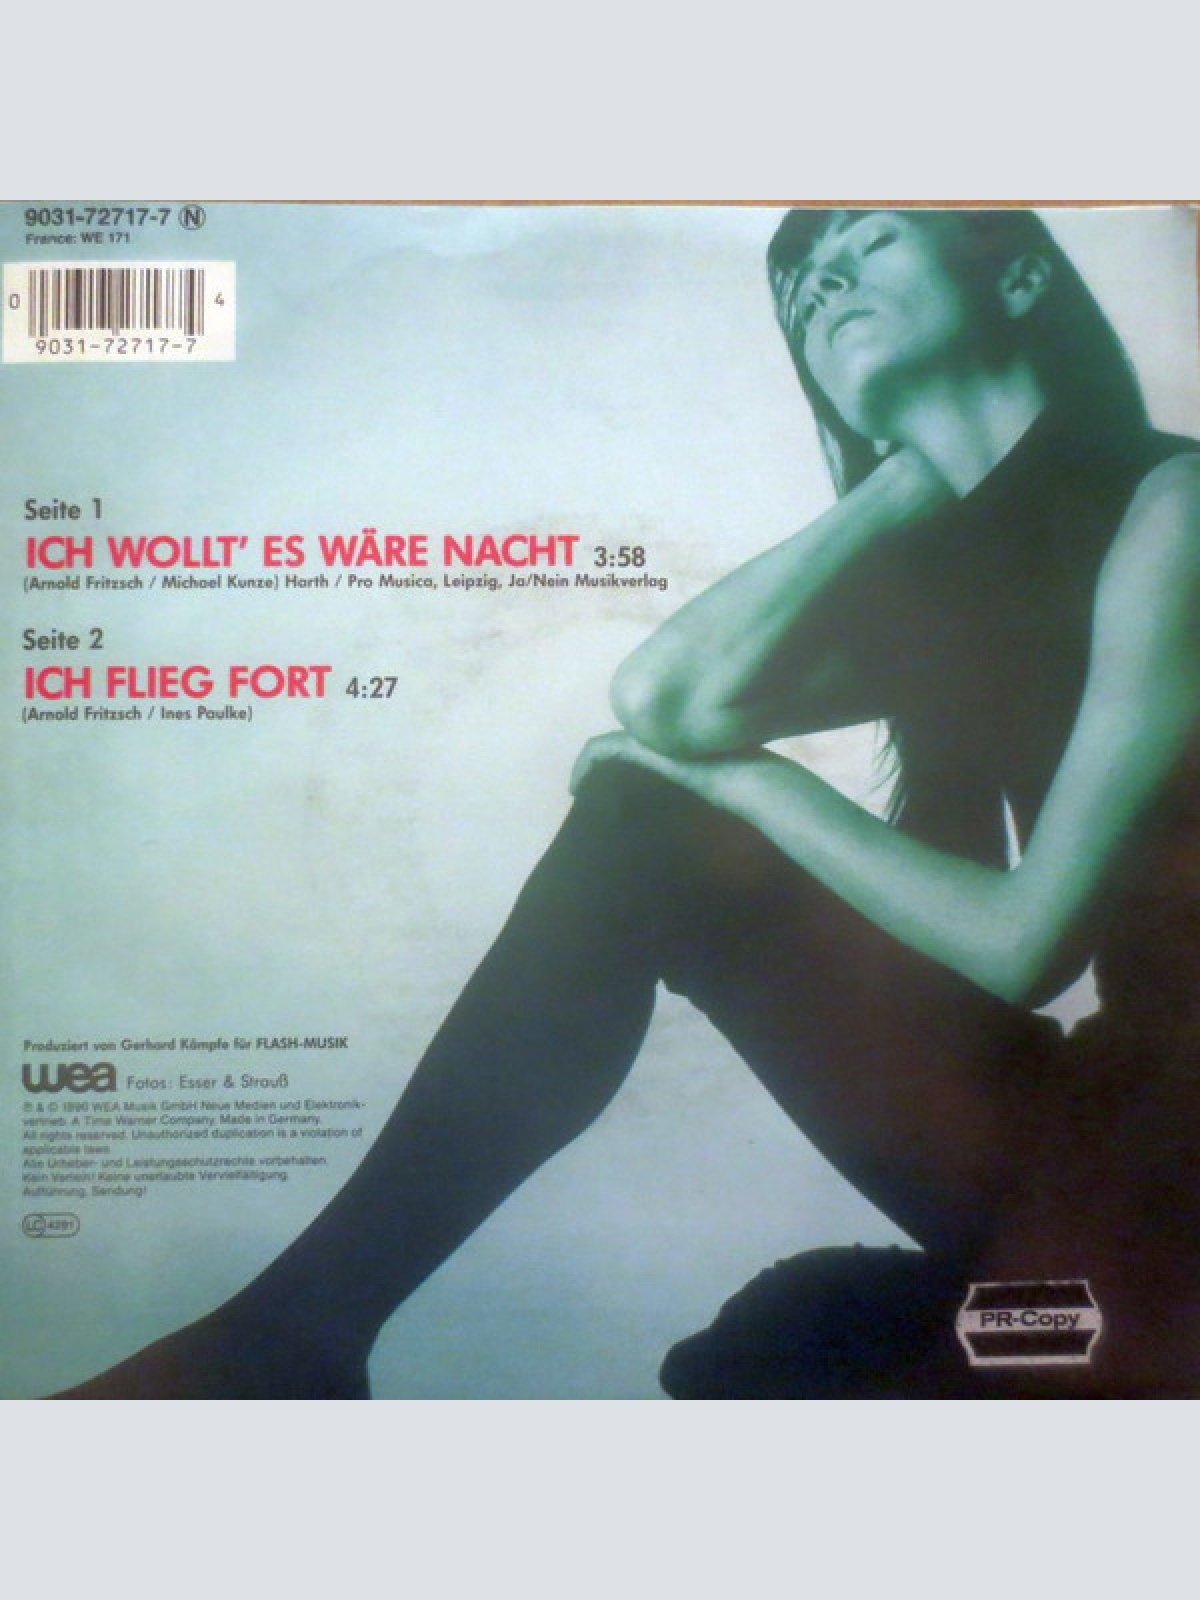 9031-72717-7 Ⓝ
France: WE 171
0 4
9031-72717-7
Seite 1
ICH WOLLT' ES WÄRE NACHT 3:58
(Arnold Fritzsch / Michael Kunze) Harth / Pro Musica, Leipzig, Ja/Nein Musikverlag
Seite 2
ICH FLIEG FORT 4:27
(Arnold Fritzsch / Ines Paulke)
Produziert von Gerhard Kämpfe für FLASH-MUSIK
wea Fotos: Esser & Strauß
℗ & © 1990 WEA Musik GmbH Neue Medien und Elektronik-
vertrieb. A Time Warner Company. Made in Germany.
All rights reserved. Unauthorized duplication is a violation of
applicable laws
Alle Urheber- und Leistungsschutzrechte vorbehalten.
Kein Verleih! Keine unerlaubte Vervielfältigung,
Aufführung, Sendung!
LC 4281
PR-Copy